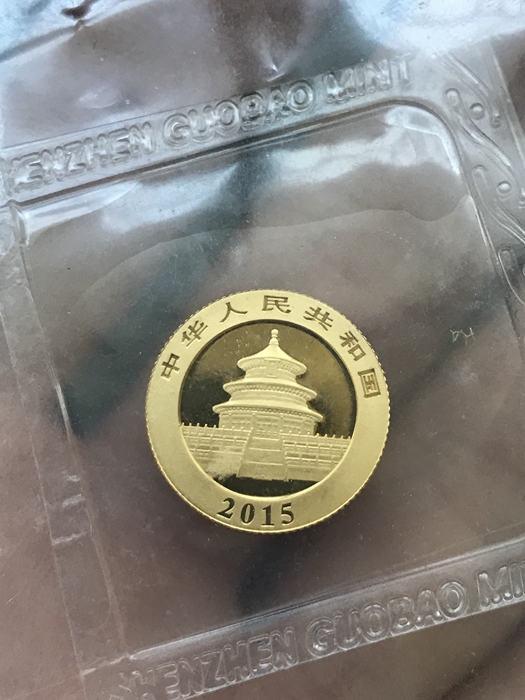 SHENZHEN GUOBAO MINT
中华人民共和国
2015
SHENZHEN GUOBAO MINT